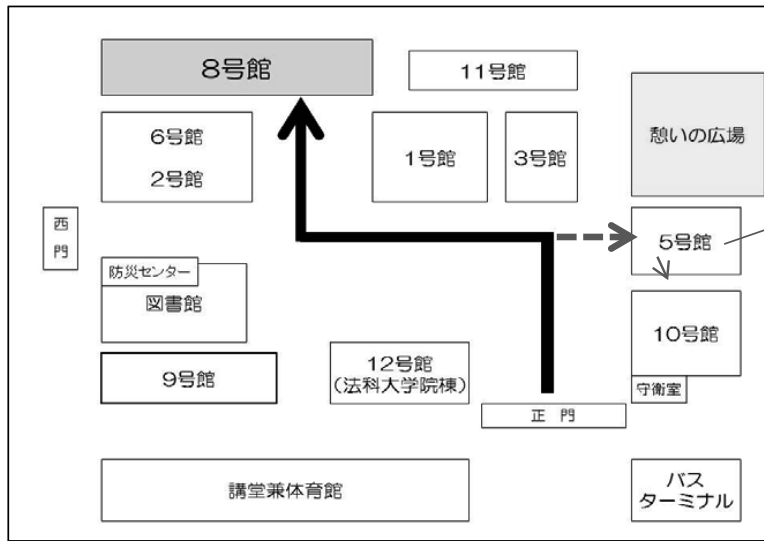 8号館
11号館
憩いの広場
6号館
2号館
1号館
3号館
西
門
5号館
防災センター
図書館
10号館
12号館
(法科大学院棟)
9号館
守衛室
正 門
講堂兼体育館
バス
ターミナル